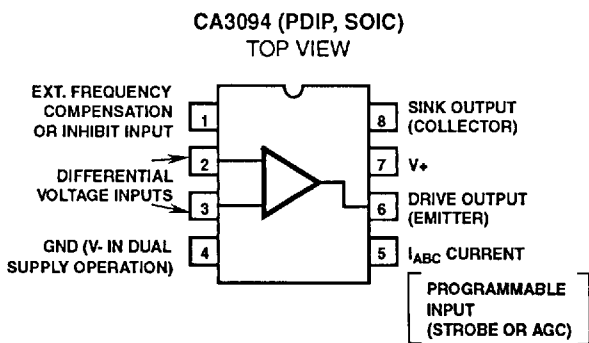 CA3094 (PDIP, SOIC)
TOP VIEW
EXT. FREQUENCY
COMPENSATION
OR INHIBIT INPUT
1
DIFFERENTIAL
VOLTAGE INPUTS
2
3
GND (V- IN DUAL
SUPPLY OPERATION)
4
8
SINK OUTPUT
(COLLECTOR)
7
V+
6
DRIVE OUTPUT
(EMITTER)
5
IABC CURRENT
PROGRAMMABLE
INPUT
(STROBE OR AGC)